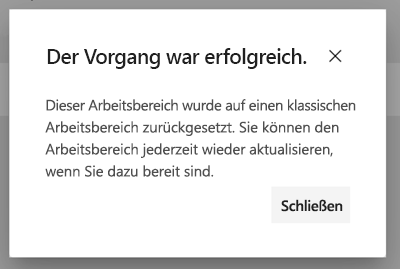 Der Vorgang war erfolgreich.
Dieser Arbeitsbereich wurde auf einen klassischen
Arbeitsbereich zurückgesetzt. Sie können den
Arbeitsbereich jederzeit wieder aktualisieren,
wenn Sie dazu bereit sind.
Schließen